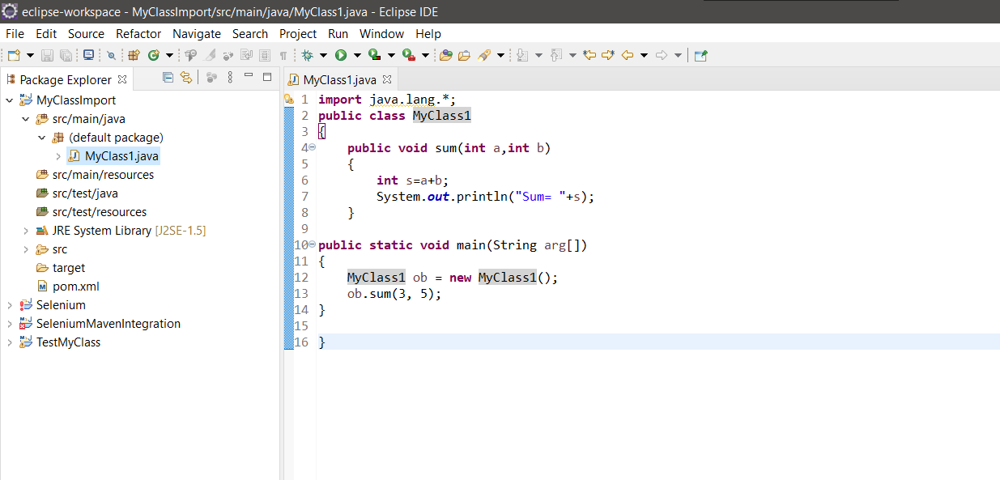 eclipse-workspace - MyClassImport/src/main/java/MyClass1.java - Eclipse IDE
File Edit Source Refactor Navigate Search Project Run Window Help
Package Explorer
MyClassImport
src/main/java
(default package)
MyClass1.java
src/main/resources
src/test/java
src/test/resources
JRE System Library [J2SE-1.5]
src
target
pom.xml
Selenium
SeleniumMavenIntegration
TestMyClass
MyClass1.java
1 import java.lang.*;
2 public class MyClass1
3 {
4     public void sum(int a,int b)
5     {
6         int s=a+b;
7         System.out.println("Sum= "+s);
8     }
9
10 public static void main(String arg[])
11 {
12     MyClass1 ob = new MyClass1();
13     ob.sum(3, 5);
14 }
15
16 }